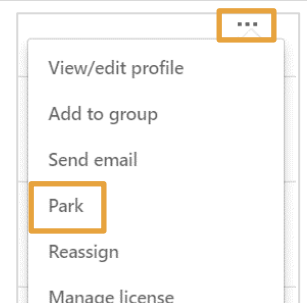 ...
View/edit profile
Add to group
Send email
Park
Reassign
Manage license